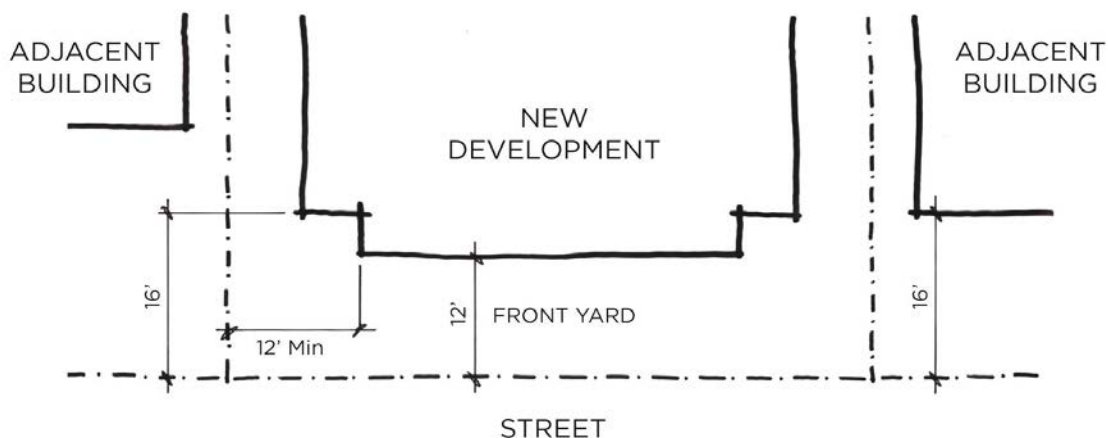 ADJACENT
BUILDING
NEW
DEVELOPMENT
ADJACENT
BUILDING
16'
12' Min
12'
FRONT YARD
16'
STREET